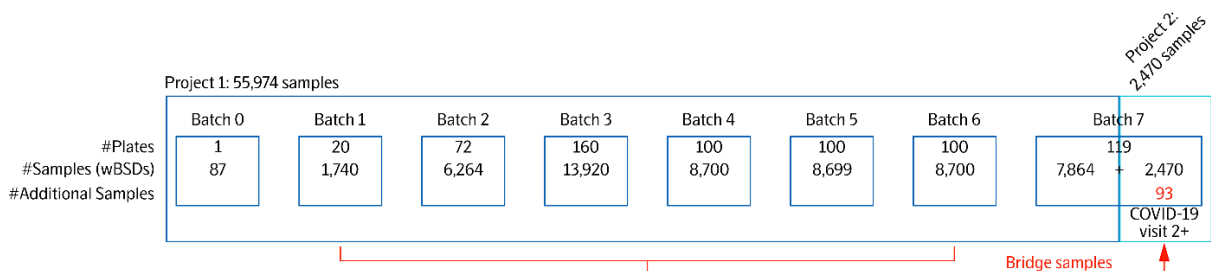 Project 2:
2,470 samples
Project 1: 55,974 samples
Batch 0 Batch 1 Batch 2 Batch 3 Batch 4 Batch 5 Batch 6 Batch 7
#Plates 1 20 72 160 100 100 100 119
#Samples (wBSDs) 87 1,740 6,264 13,920 8,700 8,699 8,700 7,864 + 2,470
#Additional Samples 93
COVID-19
visit 2+
Bridge samples